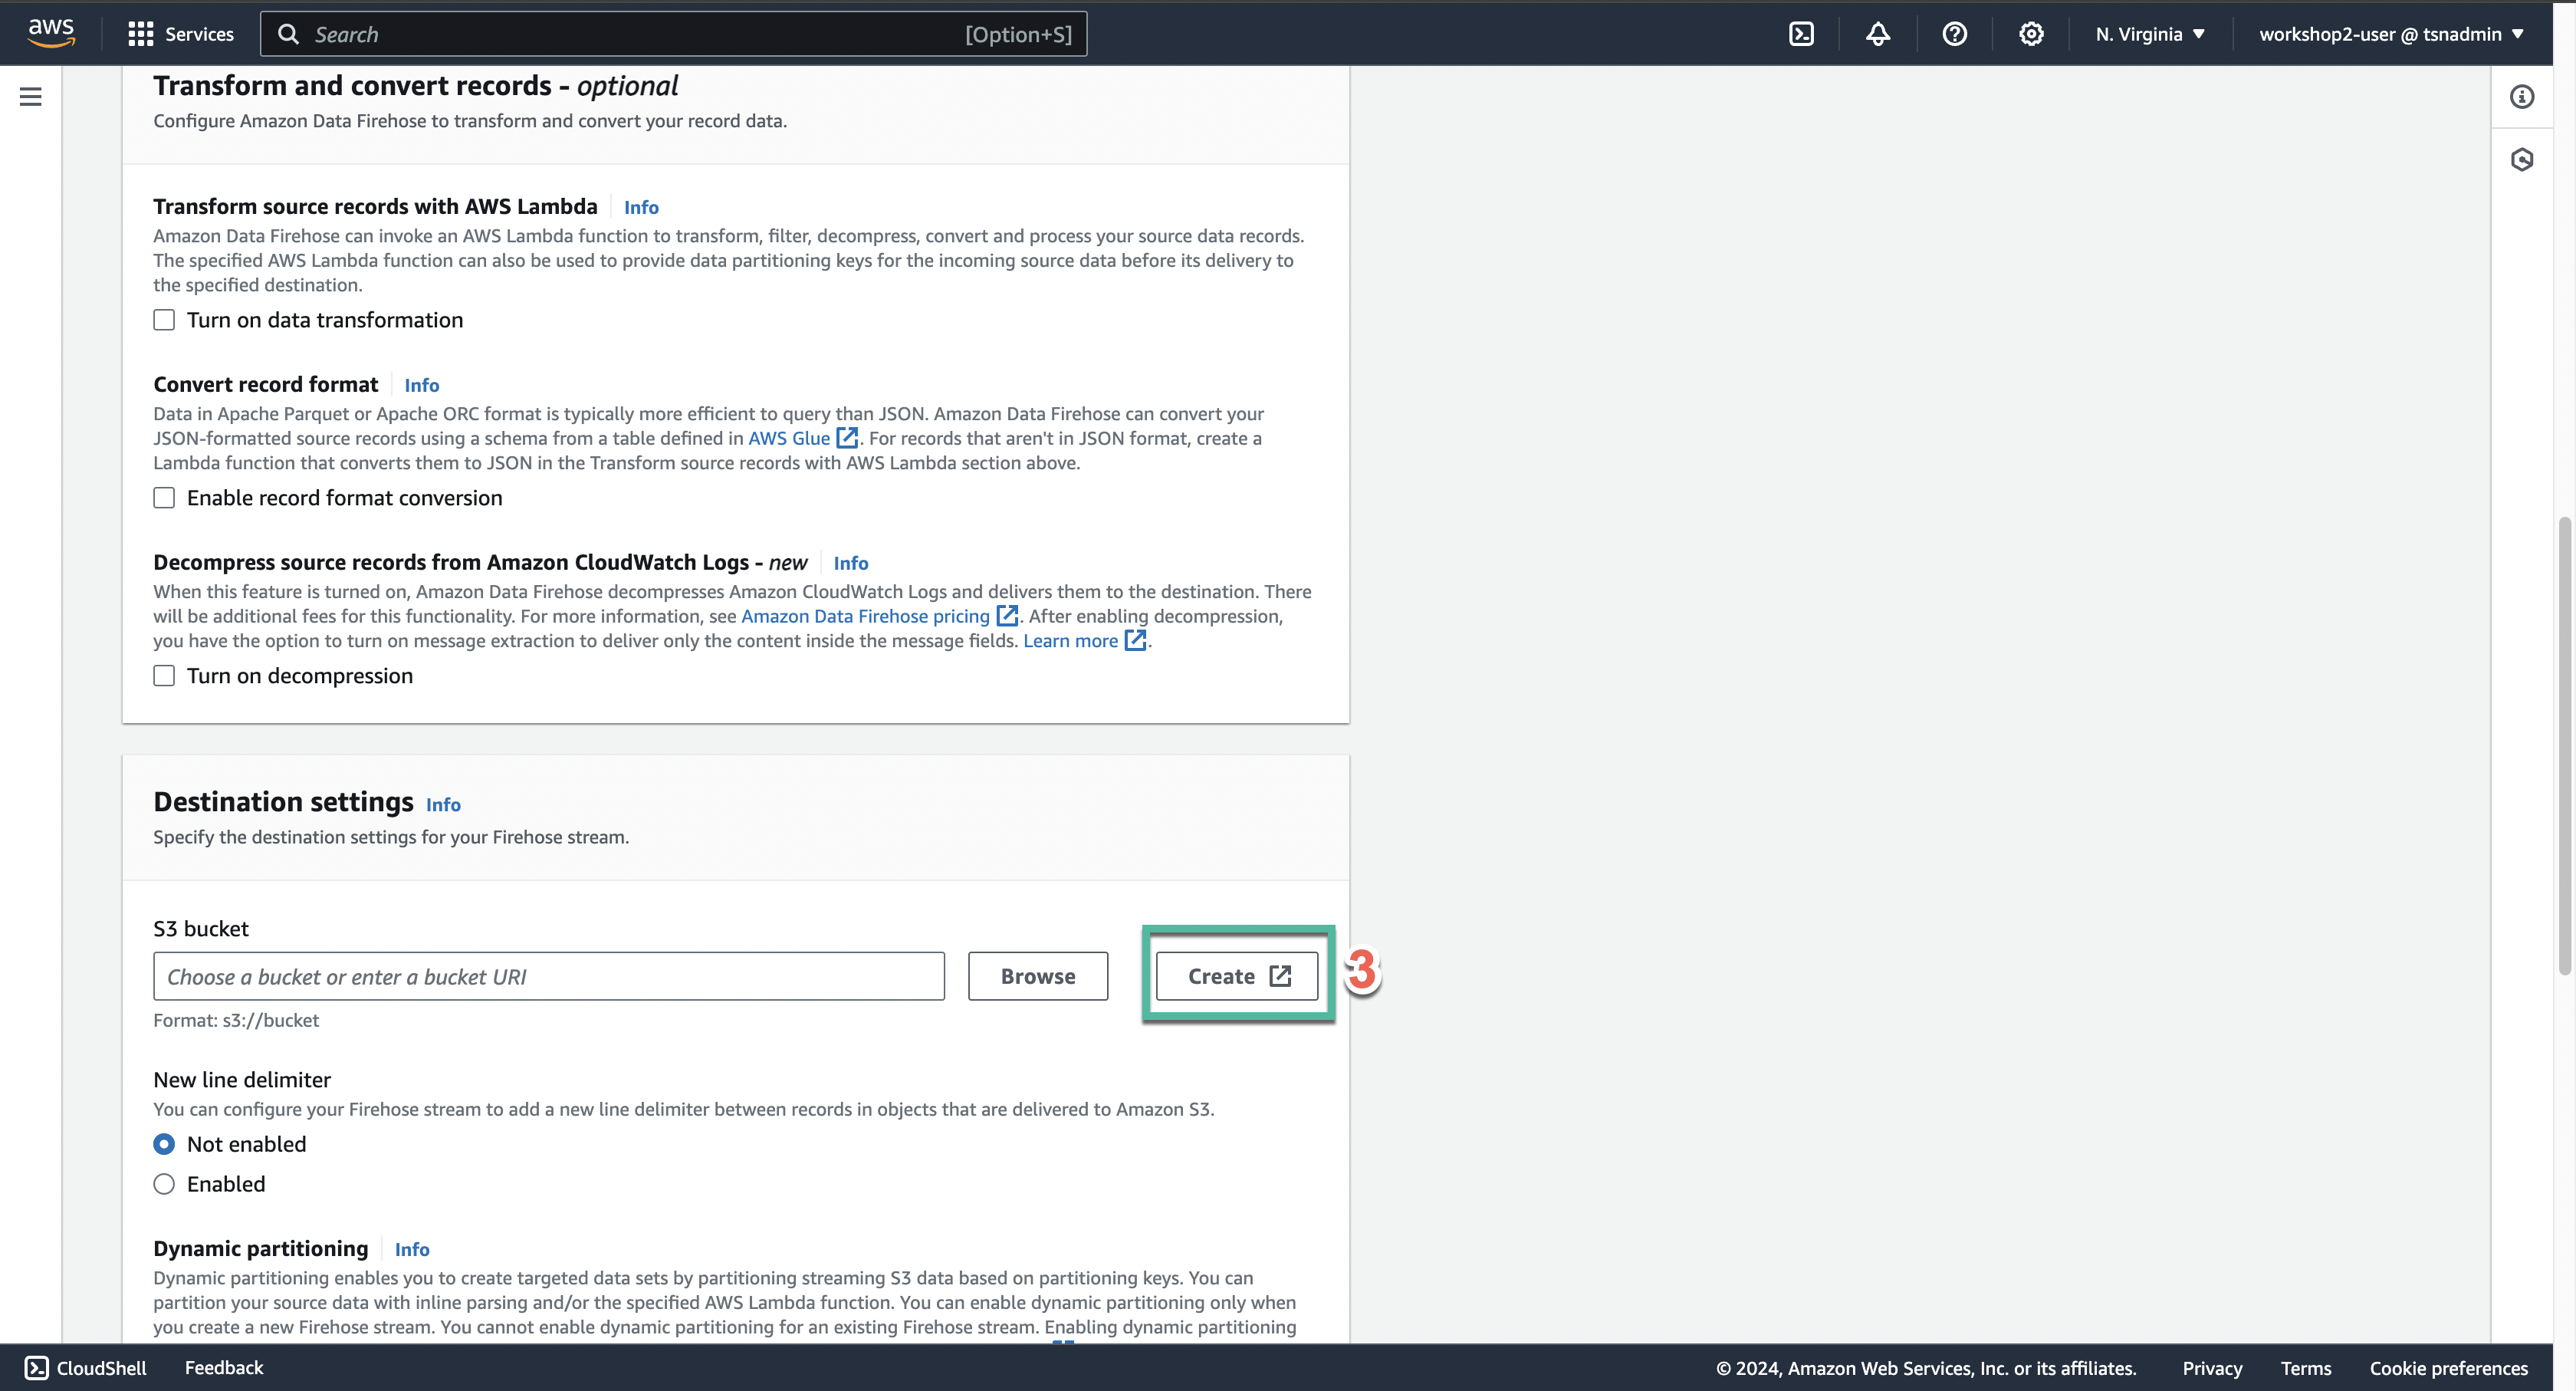 aws
Services
Search
[Option+S]
N. Virginia
workshop2-user @ tsnadmin
Transform and convert records - optional
Configure Amazon Data Firehose to transform and convert your record data.
Transform source records with AWS Lambda Info
Amazon Data Firehose can invoke an AWS Lambda function to transform, filter, decompress, convert and process your source data records.
The specified AWS Lambda function can also be used to provide data partitioning keys for the incoming source data before its delivery to
the specified destination.
Turn on data transformation
Convert record format Info
Data in Apache Parquet or Apache ORC format is typically more efficient to query than JSON. Amazon Data Firehose can convert your
JSON-formatted source records using a schema from a table defined in AWS Glue. For records that aren't in JSON format, create a
Lambda function that converts them to JSON in the Transform source records with AWS Lambda section above.
Enable record format conversion
Decompress source records from Amazon CloudWatch Logs - new Info
When this feature is turned on, Amazon Data Firehose decompresses Amazon CloudWatch Logs and delivers them to the destination. There
will be additional fees for this functionality. For more information, see Amazon Data Firehose pricing. After enabling decompression,
you have the option to turn on message extraction to deliver only the content inside the message fields. Learn more.
Turn on decompression
Destination settings Info
Specify the destination settings for your Firehose stream.
S3 bucket
Choose a bucket or enter a bucket URI
Browse
Create
3
Format: s3://bucket
New line delimiter
You can configure your Firehose stream to add a new line delimiter between records in objects that are delivered to Amazon S3.
Not enabled
Enabled
Dynamic partitioning Info
Dynamic partitioning enables you to create targeted data sets by partitioning streaming S3 data based on partitioning keys. You can
partition your source data with inline parsing and/or the specified AWS Lambda function. You can enable dynamic partitioning only when
you create a new Firehose stream. You cannot enable dynamic partitioning for an existing Firehose stream. Enabling dynamic partitioning
CloudShell
Feedback
© 2024, Amazon Web Services, Inc. or its affiliates.
Privacy
Terms
Cookie preferences